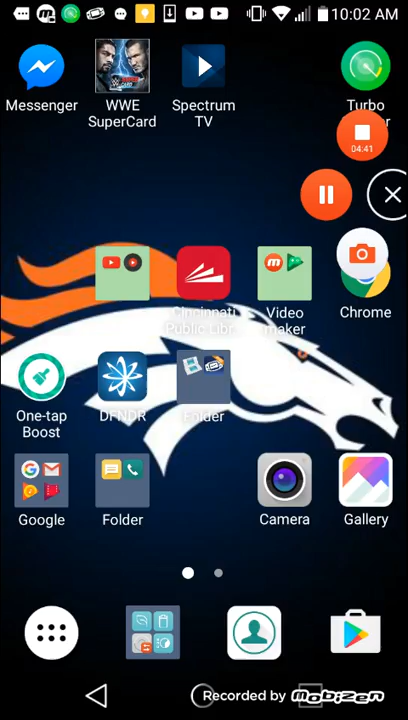 10:02 AM
Messenger
WWE
SuperCard
Spectrum
TV
Turbo
04:41
Cincinnati
Public Libr...
Video
maker
Chrome
One-tap
Boost
DFNDR
Folder
Google
Folder
Camera
Gallery
Recorded by MOBIZEN